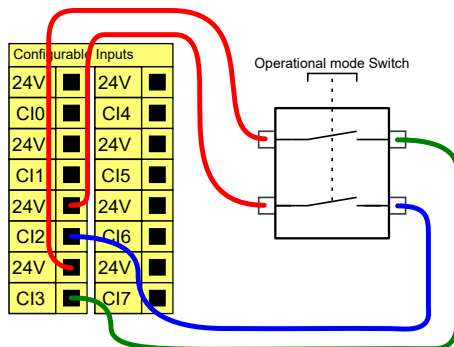 Configurable Inputs
Operational mode Switch
24V 24V
CI0 CI4
24V 24V
CI1 CI5
24V 24V
CI2 CI6
24V 24V
CI3 CI7